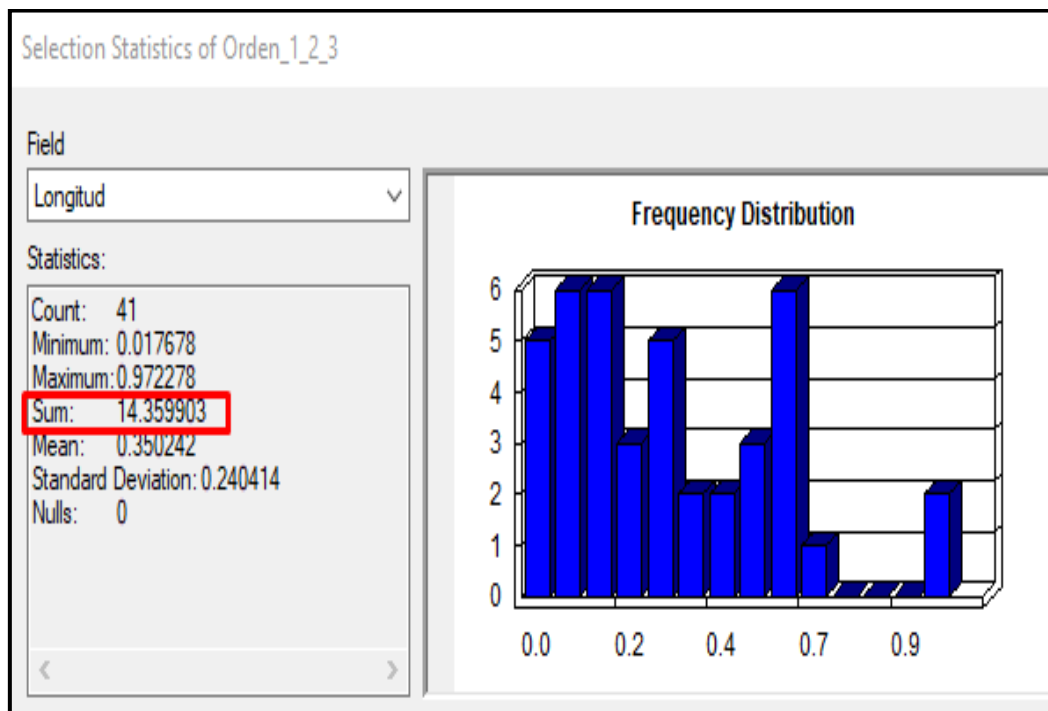 Selection Statistics of Orden_1_2_3
Field
Longitud
Statistics:
Count: 41
Minimum: 0.017678
Maximum: 0.972278
Sum: 14.359903
Mean: 0.350242
Standard Deviation: 0.240414
Nulls: 0
Frequency Distribution
6
5
4
3
2
1
0
0.0 0.2 0.4 0.7 0.9